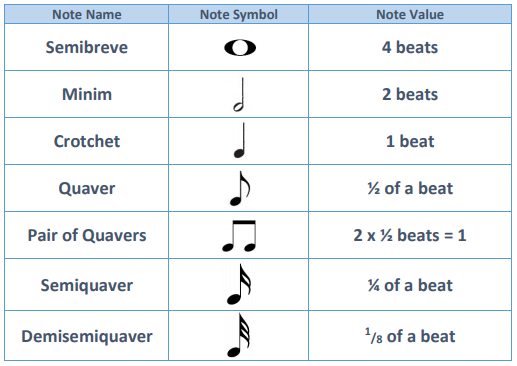 Note Name Note Symbol Note Value
Semibreve 4 beats
Minim 2 beats
Crotchet 1 beat
Quaver ½ of a beat
Pair of Quavers 2 x ½ beats = 1
Semiquaver ¼ of a beat
Demisemiquaver 1/8 of a beat